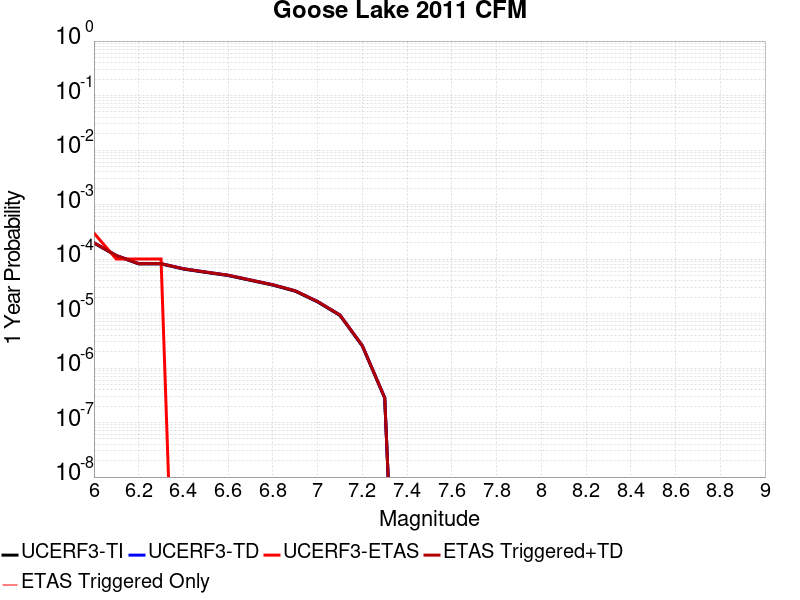 Goose Lake 2011 CFM
1 Year Probability
10^0
10^-1
10^-2
10^-3
10^-4
10^-5
10^-6
10^-7
10^-8
6 6.2 6.4 6.6 6.8 7 7.2 7.4 7.6 7.8 8 8.2 8.4 8.6 8.8 9
Magnitude
UCERF3-TI UCERF3-TD UCERF3-ETAS ETAS Triggered+TD
ETAS Triggered Only